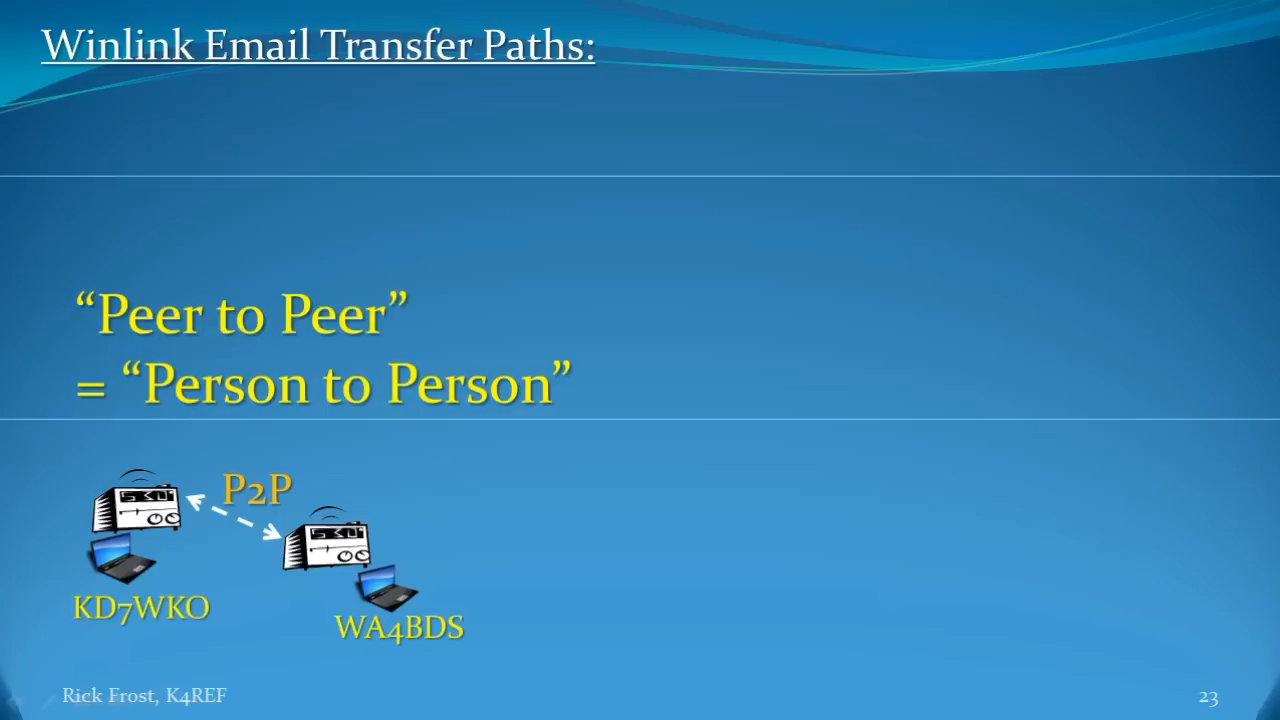 Winlink Email Transfer Paths:
“Peer to Peer”
= “Person to Person”
P2P
KD7WKO
WA4BDS
Rick Frost, K4REF
23